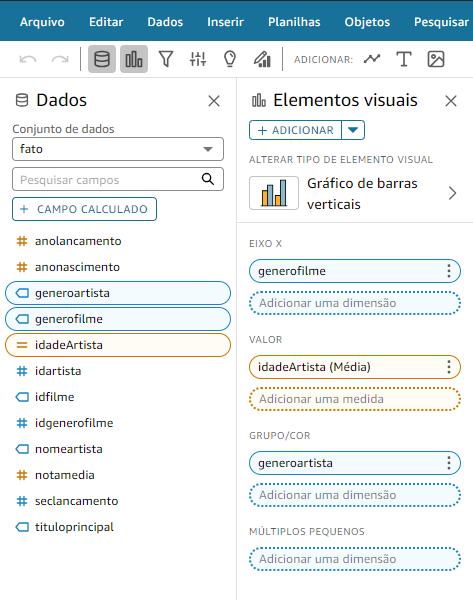 Arquivo Editar Dados Inserir Planilhas Objetos Pesquisar
ADICIONAR:
Dados
Conjunto de dados
fato
Pesquisar campos
CAMPO CALCULADO
anolancamento
anonascimento
generoartista
generofilme
idadeArtista
idartista
idfilme
idgenerofilme
nomeartista
notamedia
seclancamento
tituloprincipal
Elementos visuais
ADICIONAR
ALTERAR TIPO DE ELEMENTO VISUAL
Gráfico de barras
verticais
EIXO X
generofilme
Adicionar uma dimensão
VALOR
idadeArtista (Média)
Adicionar uma medida
GRUPO/COR
generoartista
Adicionar uma dimensão
MÚLTIPLOS PEQUENOS
Adicionar uma dimensão